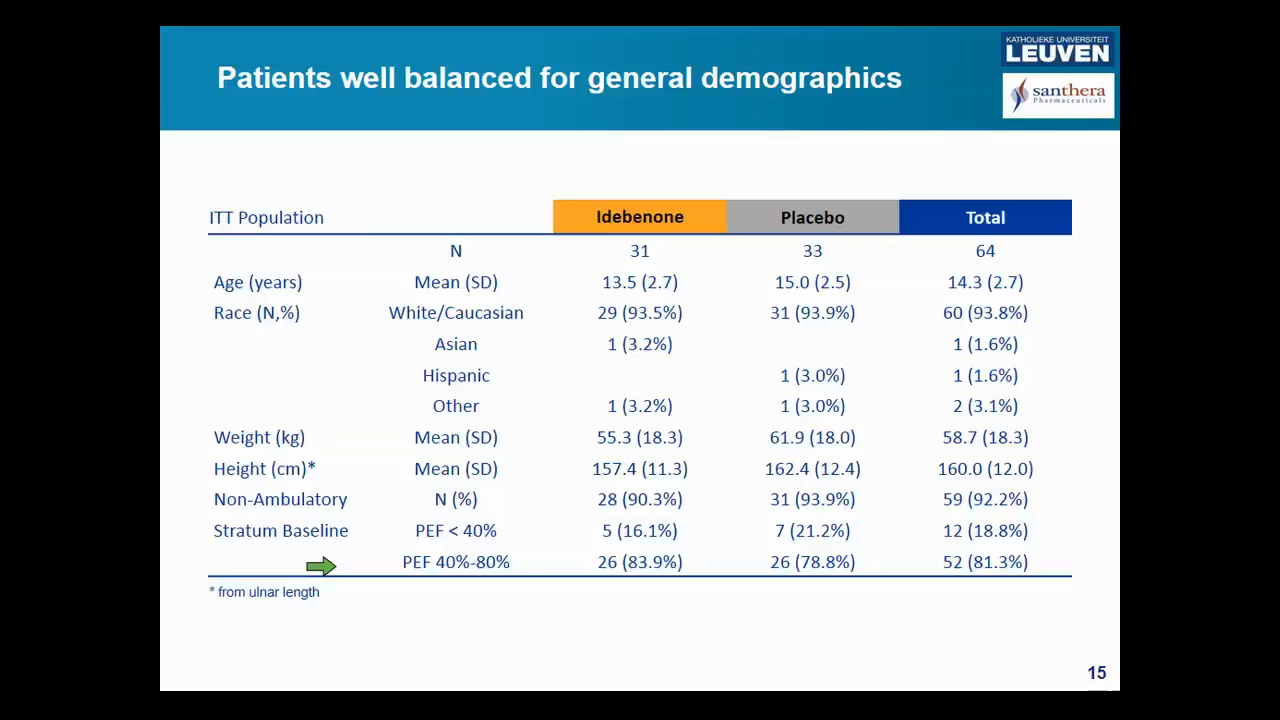 Patients well balanced for general demographics
KATHOLIEKE UNIVERSITEIT
LEUVEN
santhera
Pharmaceuticals
ITT Population Idebenone Placebo Total
N 31 33 64
Age (years) Mean (SD) 13.5 (2.7) 15.0 (2.5) 14.3 (2.7)
Race (N,%) White/Caucasian 29 (93.5%) 31 (93.9%) 60 (93.8%)
Asian 1 (3.2%) 1 (1.6%)
Hispanic 1 (3.0%) 1 (1.6%)
Other 1 (3.2%) 1 (3.0%) 2 (3.1%)
Weight (kg) Mean (SD) 55.3 (18.3) 61.9 (18.0) 58.7 (18.3)
Height (cm)* Mean (SD) 157.4 (11.3) 162.4 (12.4) 160.0 (12.0)
Non-Ambulatory N (%) 28 (90.3%) 31 (93.9%) 59 (92.2%)
Stratum Baseline PEF < 40% 5 (16.1%) 7 (21.2%) 12 (18.8%)
PEF 40%-80% 26 (83.9%) 26 (78.8%) 52 (81.3%)
* from ulnar length
15